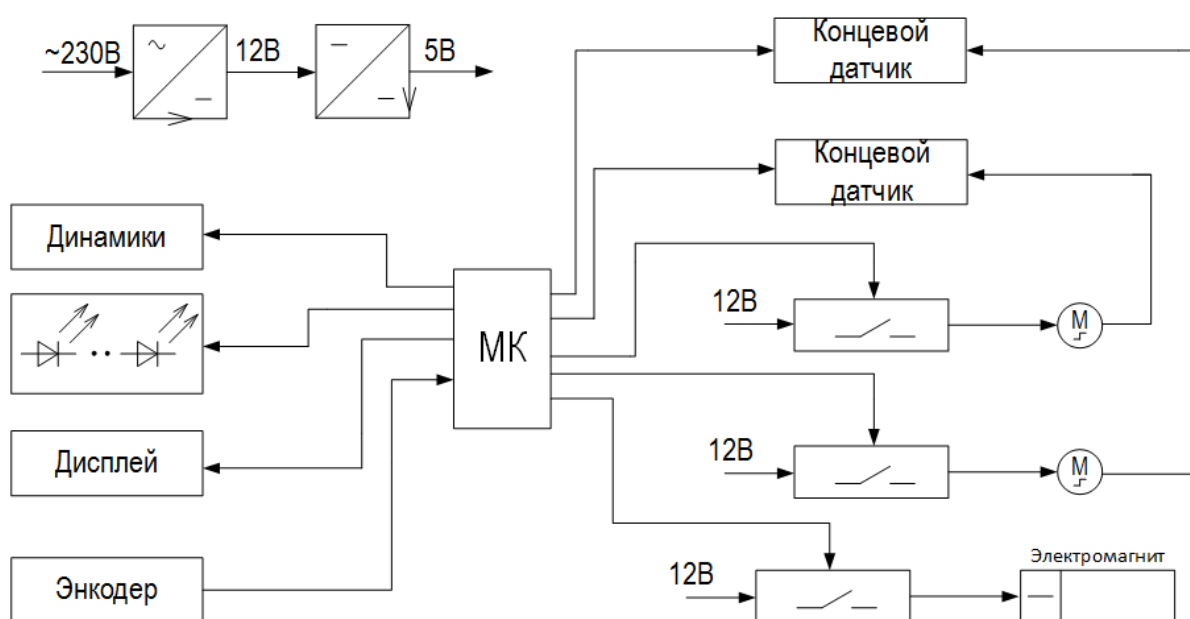 ~230В
12В
5В
Концевой
датчик
Концевой
датчик
Динамики
МК
12В
М
Дисплей
12В
М
Энкодер
12В
Электромагнит